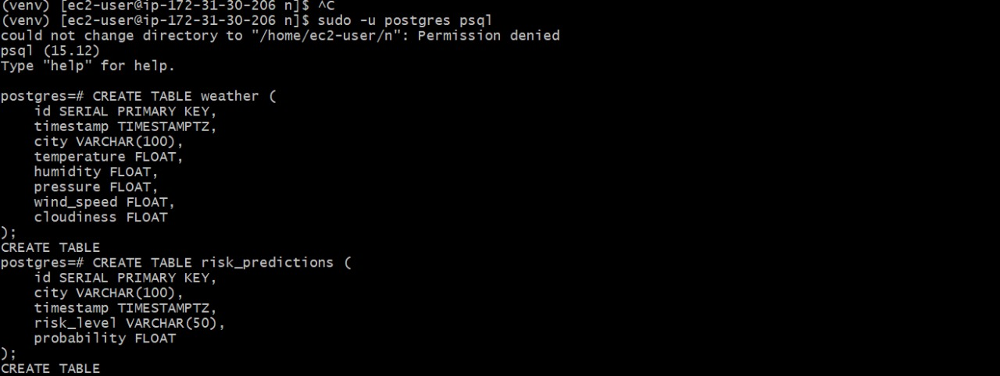 (venv) [ec2-user@ip-172-31-30-206 n]$ ^C
(venv) [ec2-user@ip-172-31-30-206 n]$ sudo -u postgres psql
could not change directory to "/home/ec2-user/n": Permission denied
psql (15.12)
Type "help" for help.

postgres=# CREATE TABLE weather (
    id SERIAL PRIMARY KEY,
    timestamp TIMESTAMPTZ,
    city VARCHAR(100),
    temperature FLOAT,
    humidity FLOAT,
    pressure FLOAT,
    wind_speed FLOAT,
    cloudiness FLOAT
);
CREATE TABLE
postgres=# CREATE TABLE risk_predictions (
    id SERIAL PRIMARY KEY,
    city VARCHAR(100),
    timestamp TIMESTAMPTZ,
    risk_level VARCHAR(50),
    probability FLOAT
);
CREATE TABLE